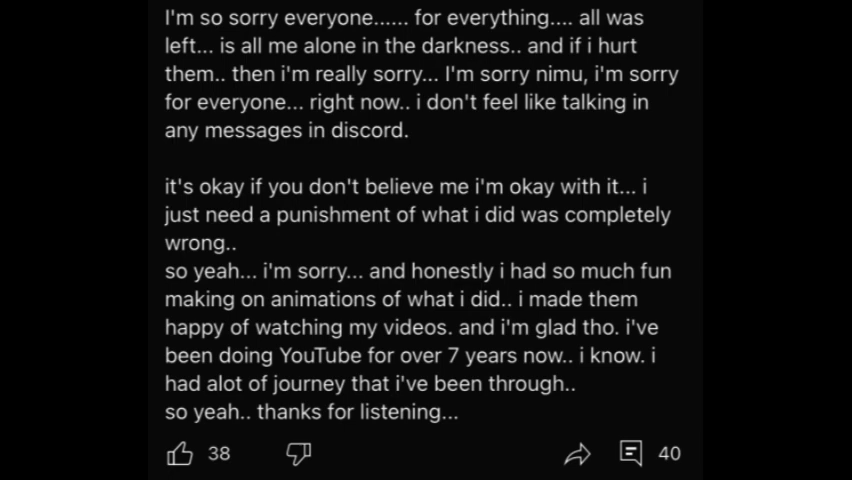 I'm so sorry everyone...... for everything.... all was
left... is all me alone in the darkness.. and if i hurt
them.. then i'm really sorry... I'm sorry nimu, i'm sorry
for everyone... right now.. i don't feel like talking in
any messages in discord.
it's okay if you don't believe me i'm okay with it... i
just need a punishment of what i did was completely
wrong..
so yeah... i'm sorry... and honestly i had so much fun
making on animations of what i did.. i made them
happy of watching my videos. and i'm glad tho. i've
been doing YouTube for over 7 years now.. i know. i
had alot of journey that i've been through..
so yeah.. thanks for listening...
38 40